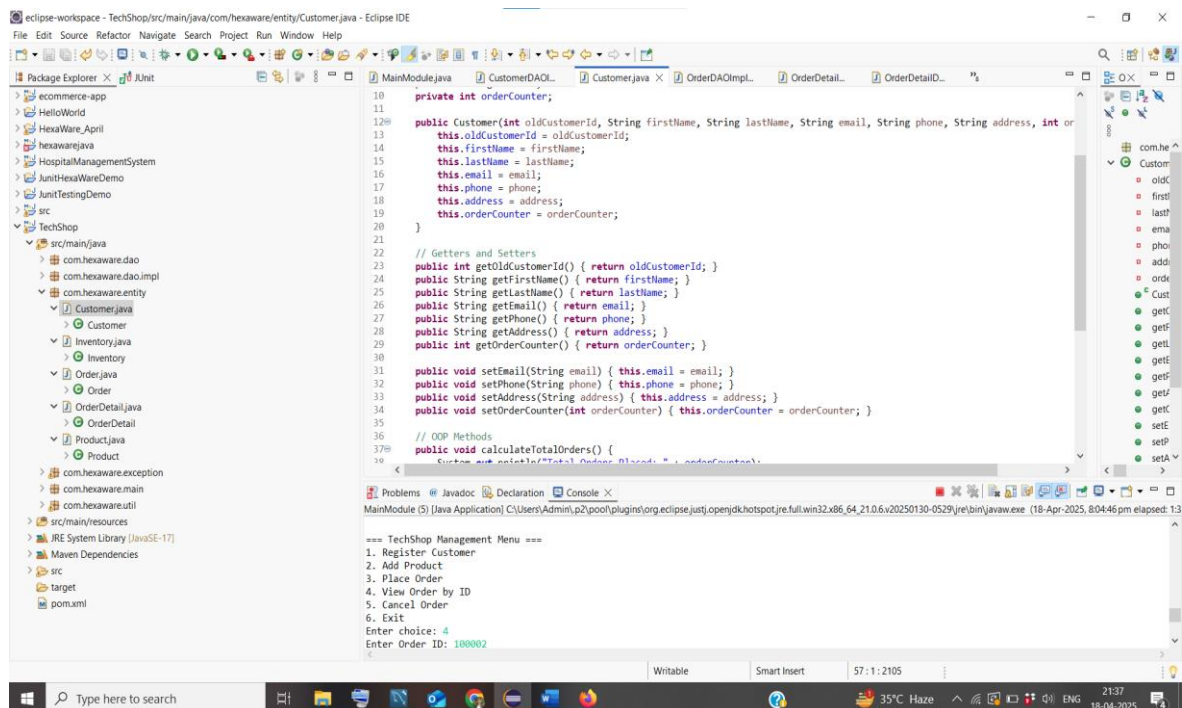 eclipse-workspace - TechShop/src/main/java/com/hexaware/entity/Customer.java - Eclipse IDE
File Edit Source Refactor Navigate Search Project Run Window Help
Package Explorer
JUnit
ecommerce-app
HelloWorld
HexaWare_April
hexawarejava
HospitalManagementSystem
JunitHexaWareDemo
JunitTestingDemo
src
TechShop
src/main/java
com.hexaware.dao
com.hexaware.dao.impl
com.hexaware.entity
Customer.java
Customer
Inventory.java
Inventory
Order.java
Order
OrderDetail.java
OrderDetail
Product.java
Product
com.hexaware.exception
com.hexaware.main
com.hexaware.util
src/main/resources
JRE System Library [JavaSE-17]
Maven Dependencies
src
target
pom.xml
MainModule.java CustomerDAOI... Customer.java OrderDAOImpl... OrderDetail... OrderDetailD...
10 private int orderCounter;
11
12 public Customer(int oldCustomerId, String firstName, String lastName, String email, String phone, String address, int or
13 this.oldCustomerId = oldCustomerId;
14 this.firstName = firstName;
15 this.lastName = lastName;
16 this.email = email;
17 this.phone = phone;
18 this.address = address;
19 this.orderCounter = orderCounter;
20 }
21
22 // Getters and Setters
23 public int getOldCustomerId() { return oldCustomerId; }
24 public String getFirstName() { return firstName; }
25 public String getLastName() { return lastName; }
26 public String getEmail() { return email; }
27 public String getPhone() { return phone; }
28 public String getAddress() { return address; }
29 public int getOrderCounter() { return orderCounter; }
30
31 public void setEmail(String email) { this.email = email; }
32 public void setPhone(String phone) { this.phone = phone; }
33 public void setAddress(String address) { this.address = address; }
34 public void setOrderCounter(int orderCounter) { this.orderCounter = orderCounter; }
35
36 // OOP Methods
37 public void calculateTotalOrders() {
38 System.out.println("Total Orders Placed: " + orderCounter);
com.he
Custom
oldC
firstl
lastN
ema
pho
addr
orde
Cust
getC
getF
getL
getE
getP
getA
getC
setE
setP
setA
Problems Javadoc Declaration Console
MainModule (5) [Java Application] C:\Users\Admin\.p2\pool\plugins\org.eclipse.justj.openjdk.hotspot.jre.full.win32.x86_64_21.0.6.v20250130-0529\jre\bin\javaw.exe (18-Apr-2025, 8:04:46 pm elapsed: 1:3
=== TechShop Management Menu ===
1. Register Customer
2. Add Product
3. Place Order
4. View Order by ID
5. Cancel Order
6. Exit
Enter choice: 4
Enter Order ID: 100002
Writable Smart Insert 57 : 1 : 2105
Type here to search
35°C Haze
ENG
21:37
18-04-2025